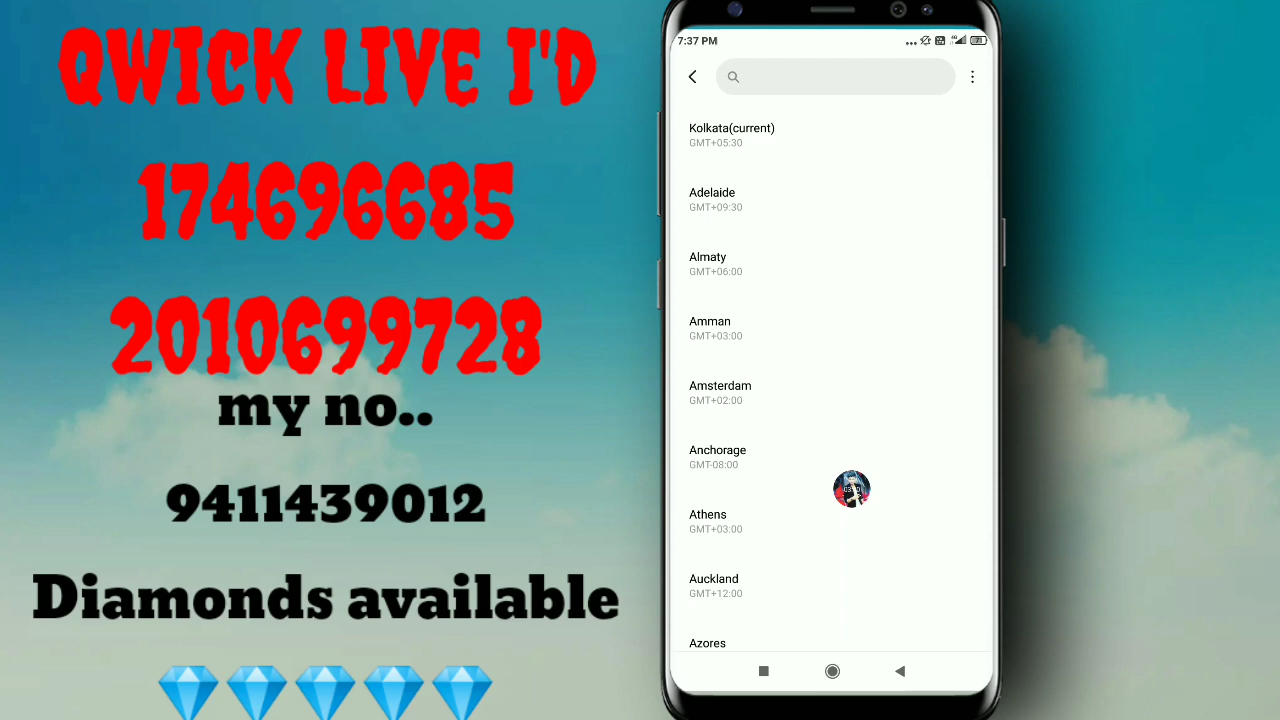 QWICK LIVE I'D
174696685
2010699728
my no..
9411439012
Diamonds available
7:37 PM
Kolkata(current)
GMT+05:30
Adelaide
GMT+09:30
Almaty
GMT+06:00
Amman
GMT+03:00
Amsterdam
GMT+02:00
Anchorage
GMT-08:00
Athens
GMT+03:00
Auckland
GMT+12:00
Azores